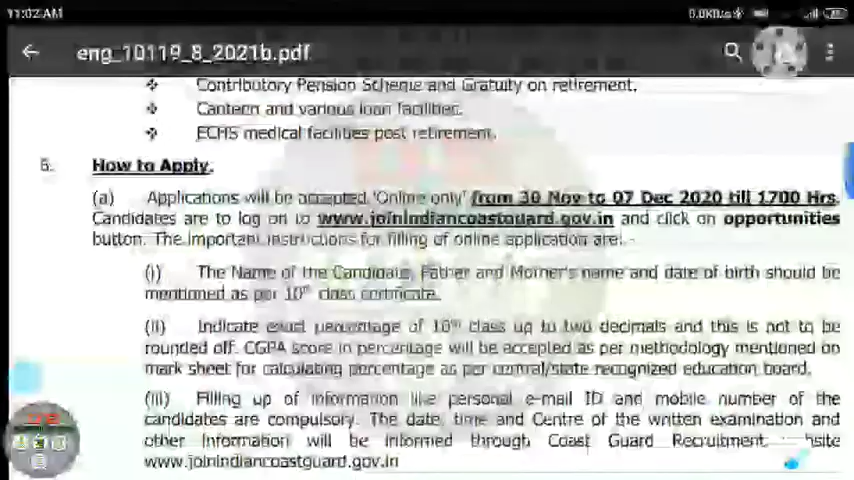 11:02 AM
eng_10119_8_2021b.pdf
❖ Contributory Pension Scheme and Gratuity on retirement.
❖ Canteen and various loan facilities.
❖ ECHS medical facilities post retirement.
How to Apply.
(a) Applications will be accepted 'Online only' from 30 Nov to 07 Dec 2020 till 1700 Hrs.
Candidates are to log on to www.joinindiancoastguard.gov.in and click on opportunities
button. The important instructions for filling of online application are: -
(i) The Name of the Candidate, Father and Mother's name and date of birth should be
mentioned as per 10th class certificate.
(ii) Indicate exact percentage of 10th class up to two decimals and this is not to be
rounded off. CGPA score in percentage will be accepted as per methodology mentioned on
mark sheet for calculating percentage as per central/state recognized education board.
(iii) Filling up of information like personal e-mail ID and mobile number of the
candidates are compulsory. The date, time and Centre of the written examination and
other information will be informed through Coast Guard Recruitment
www.joinindiancoastguard.gov.in